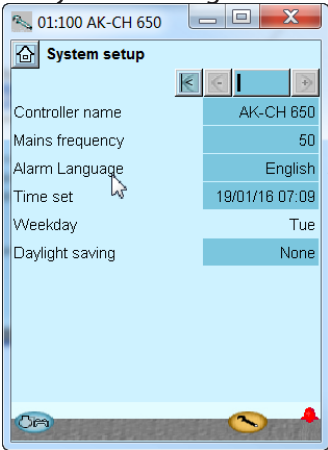 01:100 AK-CH 650
System setup
Controller name AK-CH 650
Mains frequency 50
Alarm Language English
Time set 19/01/16 07:09
Weekday Tue
Daylight saving None